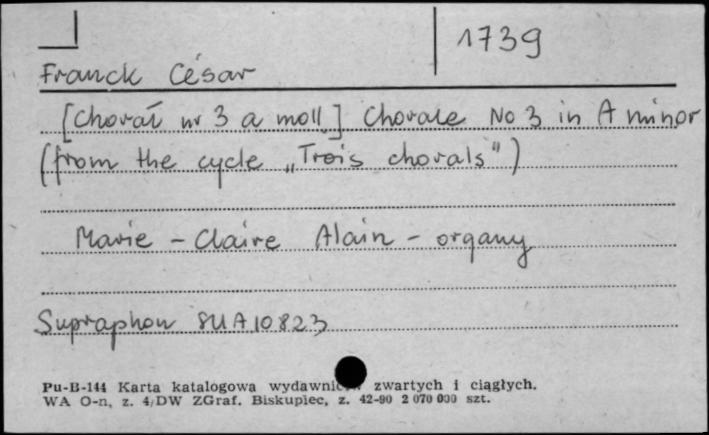 1739
Franck César
[Chorał nr 3 a moll.] Chorale No 3 in A minor
(from the cycle „Trois chorals")
Marie - Claire Alain - organy
Supraphon SUA 10823
Pu-B-144 Karta katalogowa zwartych i ciągłych.
WA O-n, z. 4/DW ZGraf. Biskupiec, z. 42-90 2 070 000 szt.